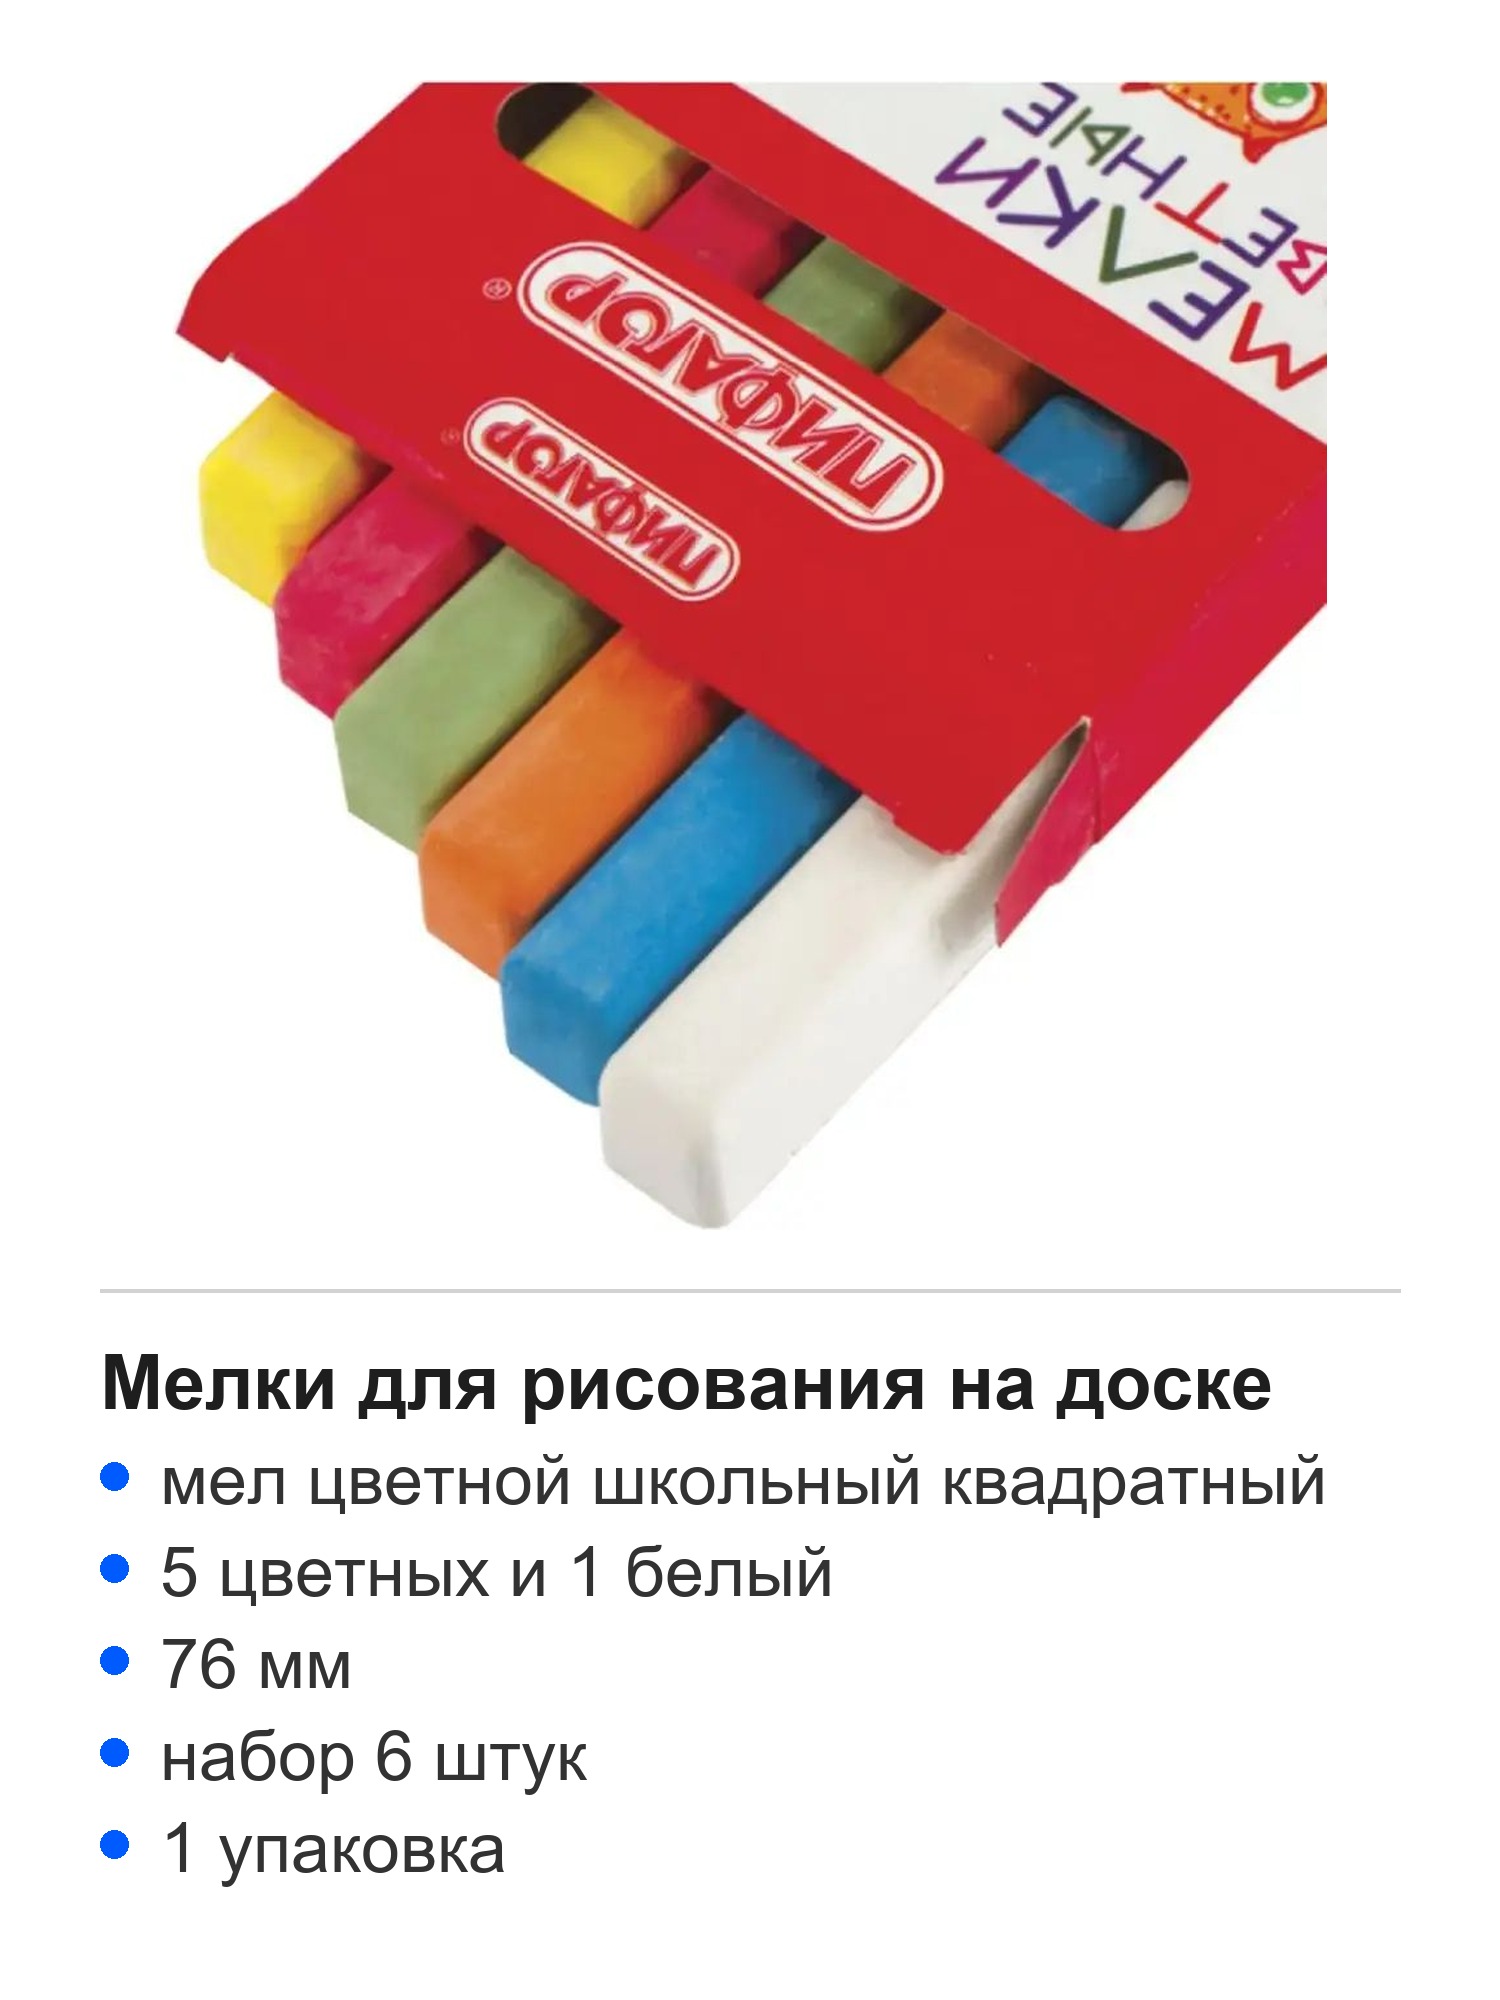 МЕЛКИ
ЦВЕТНЫЕ
ПИФАГОР
®
ПИФАГОР
®
Мелки для рисования на доске
мел цветной школьный квадратный
5 цветных и 1 белый
76 мм
набор 6 штук
1 упаковка